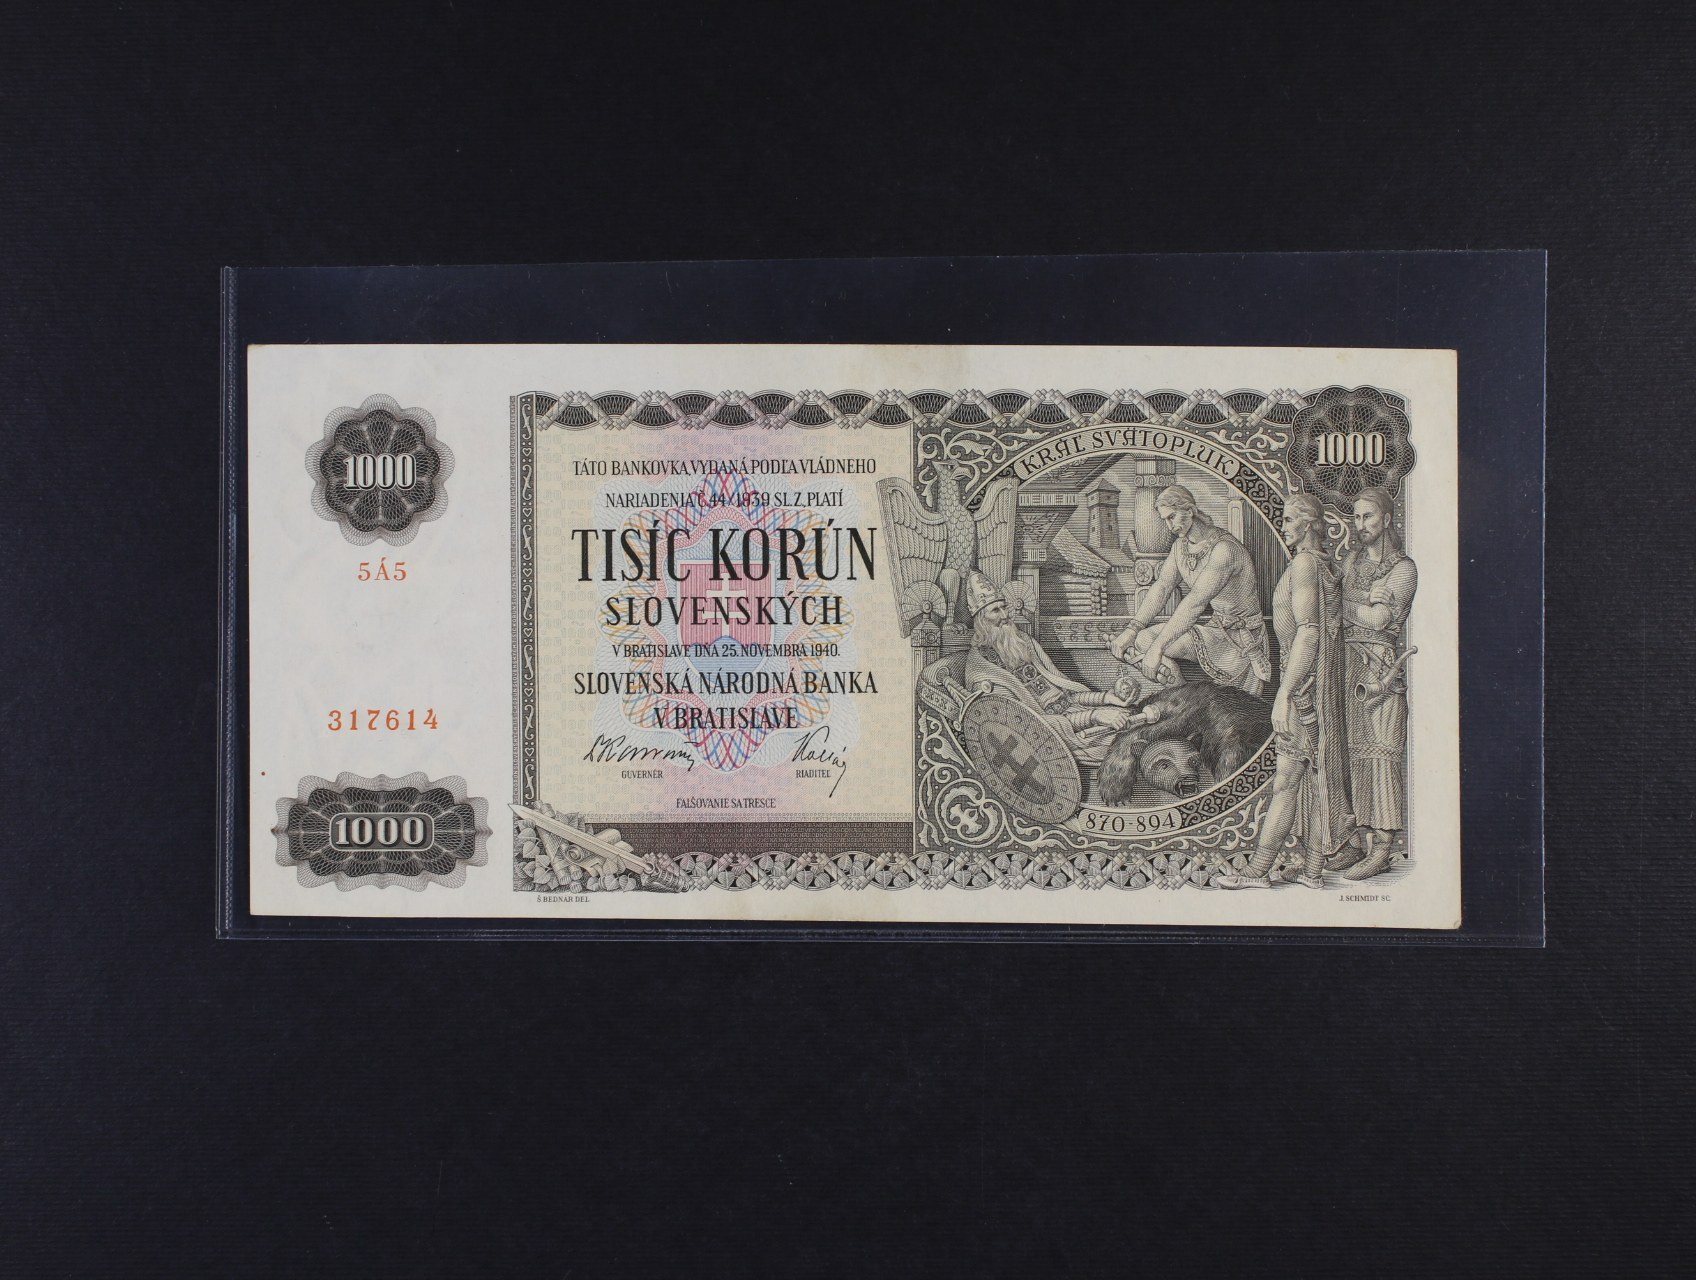 1000
5Á5
317614
1000
TÁTO BANKOVKA, VYDANÁ PODĽA VLÁDNEHO
NARIADENIA Č. 44/1939 SL. Z., PLATÍ
TISÍC KORÚN
SLOVENSKÝCH
V BRATISLAVE DŇA 25. NOVEMBRA 1940.
SLOVENSKÁ NÁRODNÁ BANKA
V BRATISLAVE
GUVERNÉR RIADITEĽ
FALŠOVANIE SA TRESCE
KRÁĽ SVÄTOPLUK
1000
870-894
Š. BEDNÁR DEL.
J. SCHMIDT SC.